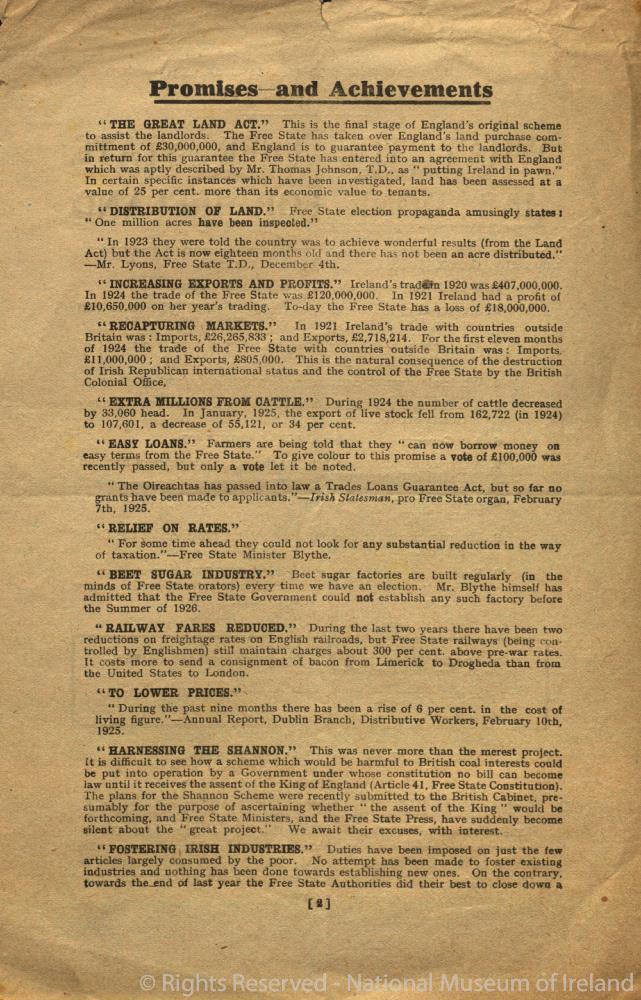 Promises and Achievements
“THE GREAT LAND ACT.” This is the final stage of England's original scheme
to assist the landlords. The Free State has taken over England's land purchase com-
mittment of £30,000,000, and England is to guarantee payment to the landlords. But
in return for this guarantee the Free State has entered into an agreement with England
which was aptly described by Mr. Thomas Johnson, T.D., as “ putting Ireland in pawn.”
In certain specific instances which have been investigated, land has been assessed at a
value of 25 per cent. more than its economic value to tenants.
“DISTRIBUTION OF LAND.” Free State election propaganda amusingly states :
“ One million acres have been inspected.”
“ In 1923 they were told the country was to achieve wonderful results (from the Land
Act) but the Act is now eighteen months old and there has not been an acre distributed.”
—Mr. Lyons, Free State T.D., December 4th.
“INCREASING EXPORTS AND PROFITS.” Ireland's trade in 1920 was £407,000,000.
In 1924 the trade of the Free State was £120,000,000. In 1921 Ireland had a profit of
£10,650,000 on her year's trading. To-day the Free State has a loss of £18,000,000.
“RECAPTURING MARKETS.” In 1921 Ireland's trade with countries outside
Britain was : Imports, £26,265,833 ; and Exports, £2,718,214. For the first eleven months
of 1924 the trade of the Free State with countries outside Britain was : Imports,
£11,000,000 ; and Exports, £805,000. This is the natural consequence of the destruction
of Irish Republican international status and the control of the Free State by the British
Colonial Office,
“EXTRA MILLIONS FROM CATTLE.” During 1924 the number of cattle decreased
by 33,060 head. In January, 1925, the export of live stock fell from 162,722 (in 1924)
to 107,601, a decrease of 55,121, or 34 per cent.
“EASY LOANS.” Farmers are being told that they “ can now borrow money on
easy terms from the Free State.” To give colour to this promise a vote of £100,000 was
recently passed, but only a vote let it be noted.
“ The Oireachtas has passed into law a Trades Loans Guarantee Act, but so far no
grants have been made to applicants.”—Irish Statesman, pro Free State organ, February
7th, 1925.
“RELIEF ON RATES.”
“ For some time ahead they could not look for any substantial reduction in the way
of taxation.”—Free State Minister Blythe.
“BEET SUGAR INDUSTRY.” Beet sugar factories are built regularly (in the
minds of Free State orators) every time we have an election. Mr. Blythe himself has
admitted that the Free State Government could not establish any such factory before
the Summer of 1926.
“RAILWAY FARES REDUCED.” During the last two years there have been two
reductions on freightage rates on English railroads, but Free State railways (being con-
trolled by Englishmen) still maintain charges about 300 per cent. above pre-war rates.
It costs more to send a consignment of bacon from Limerick to Drogheda than from
the United States to London.
“TO LOWER PRICES.”
“ During the past nine months there has been a rise of 6 per cent. in the cost of
living figure.”—Annual Report, Dublin Branch, Distributive Workers, February 10th,
1925.
“HARNESSING THE SHANNON.” This was never more than the merest project.
It is difficult to see how a scheme which would be harmful to British coal interests could
be put into operation by a Government under whose constitution no bill can become
law until it receives the assent of the King of England (Article 41, Free State Constitution).
The plans for the Shannon Scheme were recently submitted to the British Cabinet, pre-
sumably for the purpose of ascertaining whether “ the assent of the King ” would be
forthcoming, and Free State Ministers, and the Free State Press, have suddenly become
silent about the “ great project.” We await their excuses, with interest.
“FOSTERING IRISH INDUSTRIES.” Duties have been imposed on just the few
articles largely consumed by the poor. No attempt has been made to foster existing
industries and nothing has been done towards establishing new ones. On the contrary,
towards the end of last year the Free State Authorities did their best to close down a
[2]
© Rights Reserved - National Museum of Ireland